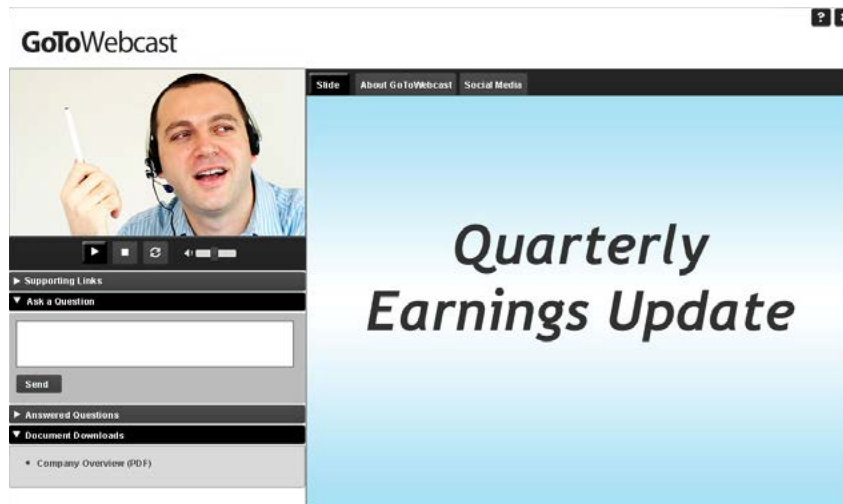 ?
GoToWebcast
Slide About GoToWebcast Social Media
Supporting Links
Ask a Question
Send
Answered Questions
Document Downloads
Company Overview (PDF)
Quarterly
Earnings Update